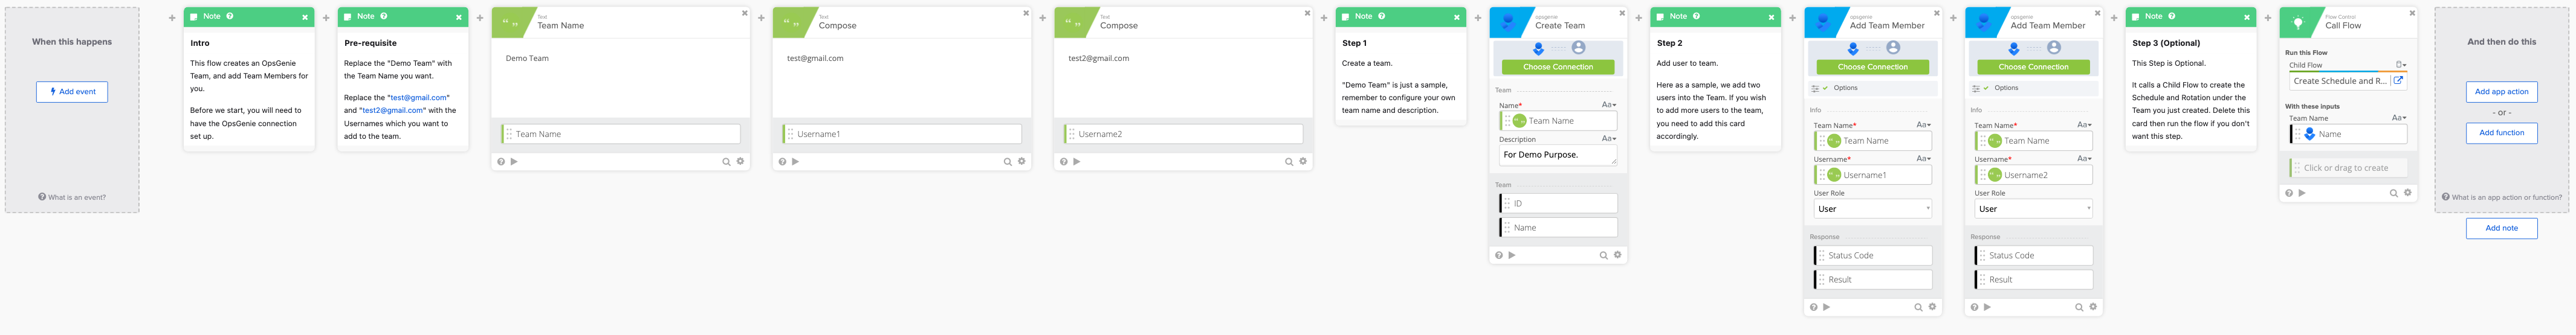 When this happens
Add event
What is an event?
Note
Intro
This flow creates an OpsGenie
Team, and add Team Members for
you.
Before we start, you will need to
have the OpsGenie connection
set up.
Note
Pre-requisite
Replace the "Demo Team" with
the Team Name you want.
Replace the "test@gmail.com"
and "test2@gmail.com" with the
Usernames which you want to
add to the team.
Text
Team Name
Demo Team
Team Name
Text
Compose
test@gmail.com
Username1
Text
Compose
test2@gmail.com
Username2
Note
Step 1
Create a team.
"Demo Team" is just a sample,
remember to configure your own
team name and description.
opsgenie
Create Team
Choose Connection
Team
Name*
Aa
Team Name
Description
For Demo Purpose.
Team
ID
Name
Note
Step 2
Add user to team.
Here as a sample, we add two
users into the Team. If you wish
to add more users to the team,
you need to add this card
accordingly.
opsgenie
Add Team Member
Choose Connection
Options
Info
Team Name*
Aa
Team Name
Username*
Aa
Username1
User Role
User
Response
Status Code
Result
opsgenie
Add Team Member
Choose Connection
Options
Info
Team Name*
Aa
Team Name
Username*
Aa
Username2
User Role
User
Response
Status Code
Result
Note
Step 3 (Optional)
This Step is Optional.
It calls a Child Flow to create the
Schedule and Rotation under the
Team you just created. Delete this
card then run the flow if you don't
want this step.
Flow Control
Call Flow
Run this Flow
Child Flow
Create Schedule and R...
With these inputs
Team Name
Aa
Name
Click or drag to create
And then do this
Add app action
- or -
Add function
What is an app action or function?
Add note